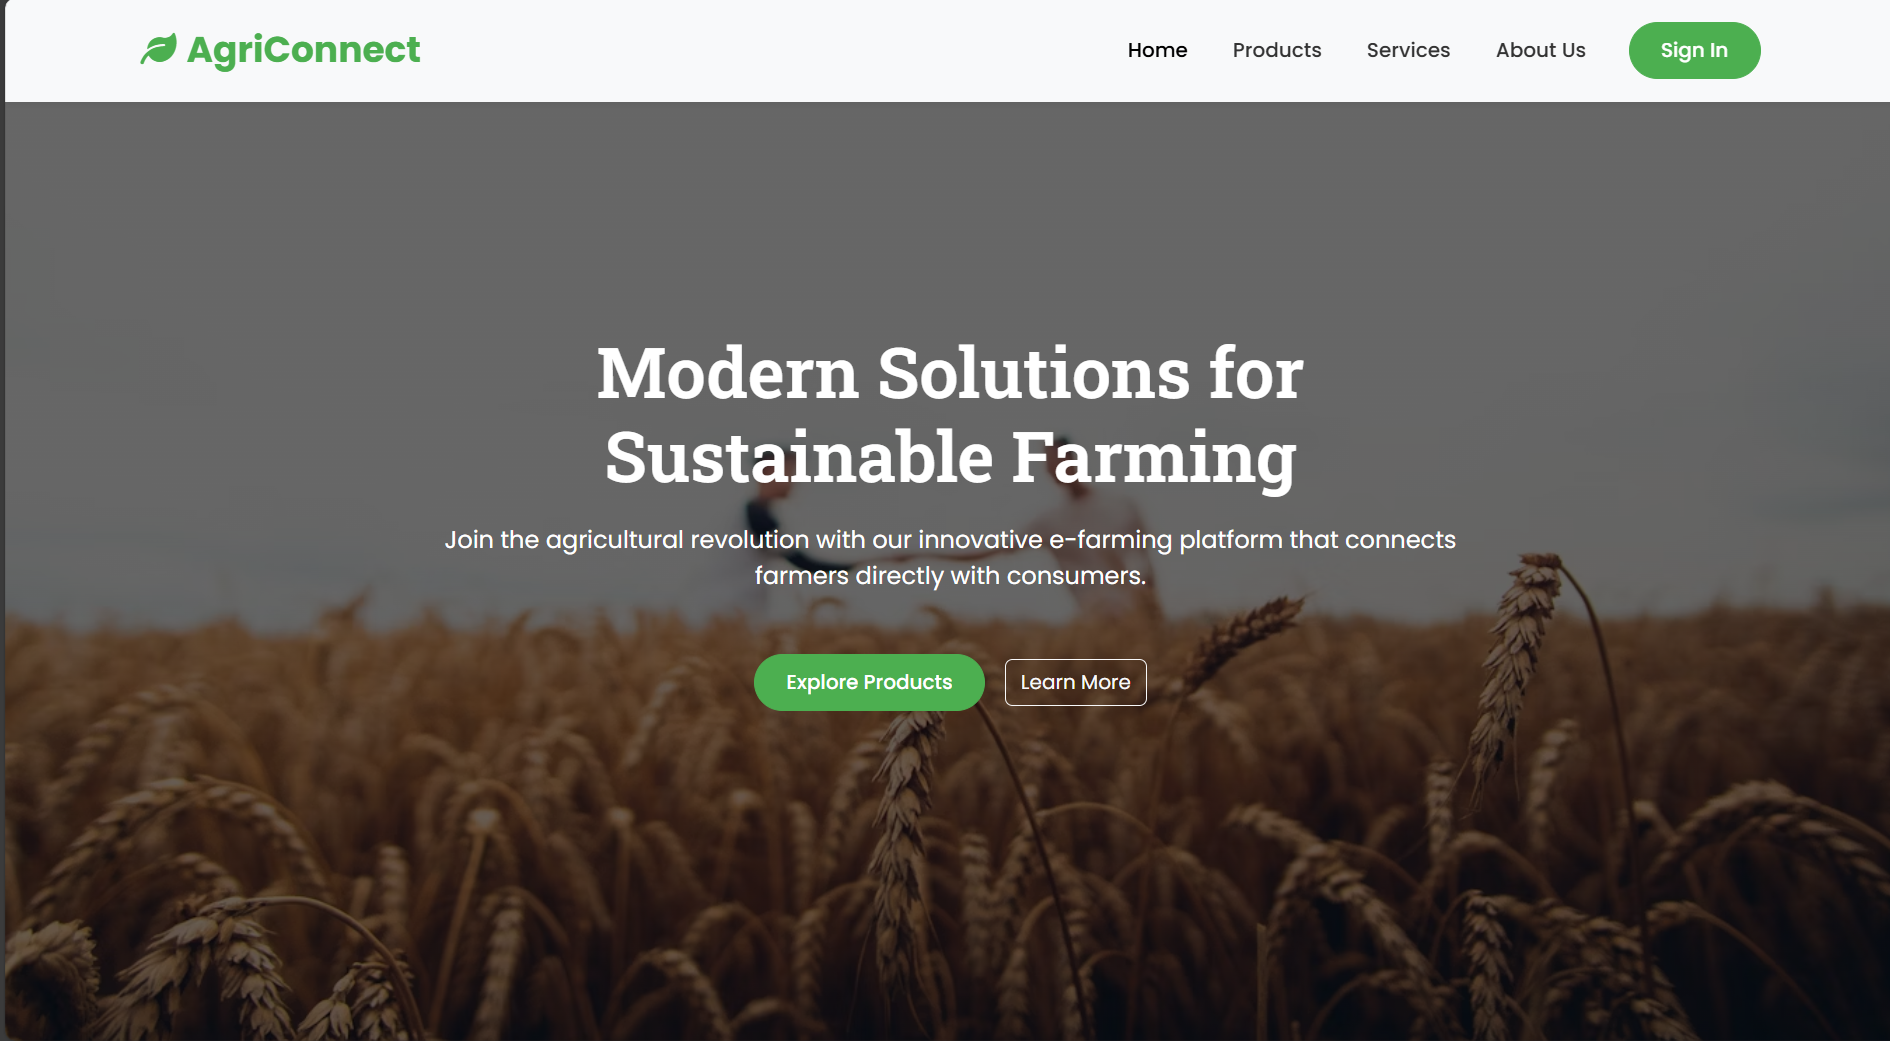 AgriConnect
Home
Products
Services
About Us
Sign In
Modern Solutions for
Sustainable Farming
Join the agricultural revolution with our innovative e-farming platform that connects
farmers directly with consumers.
Explore Products
Learn More